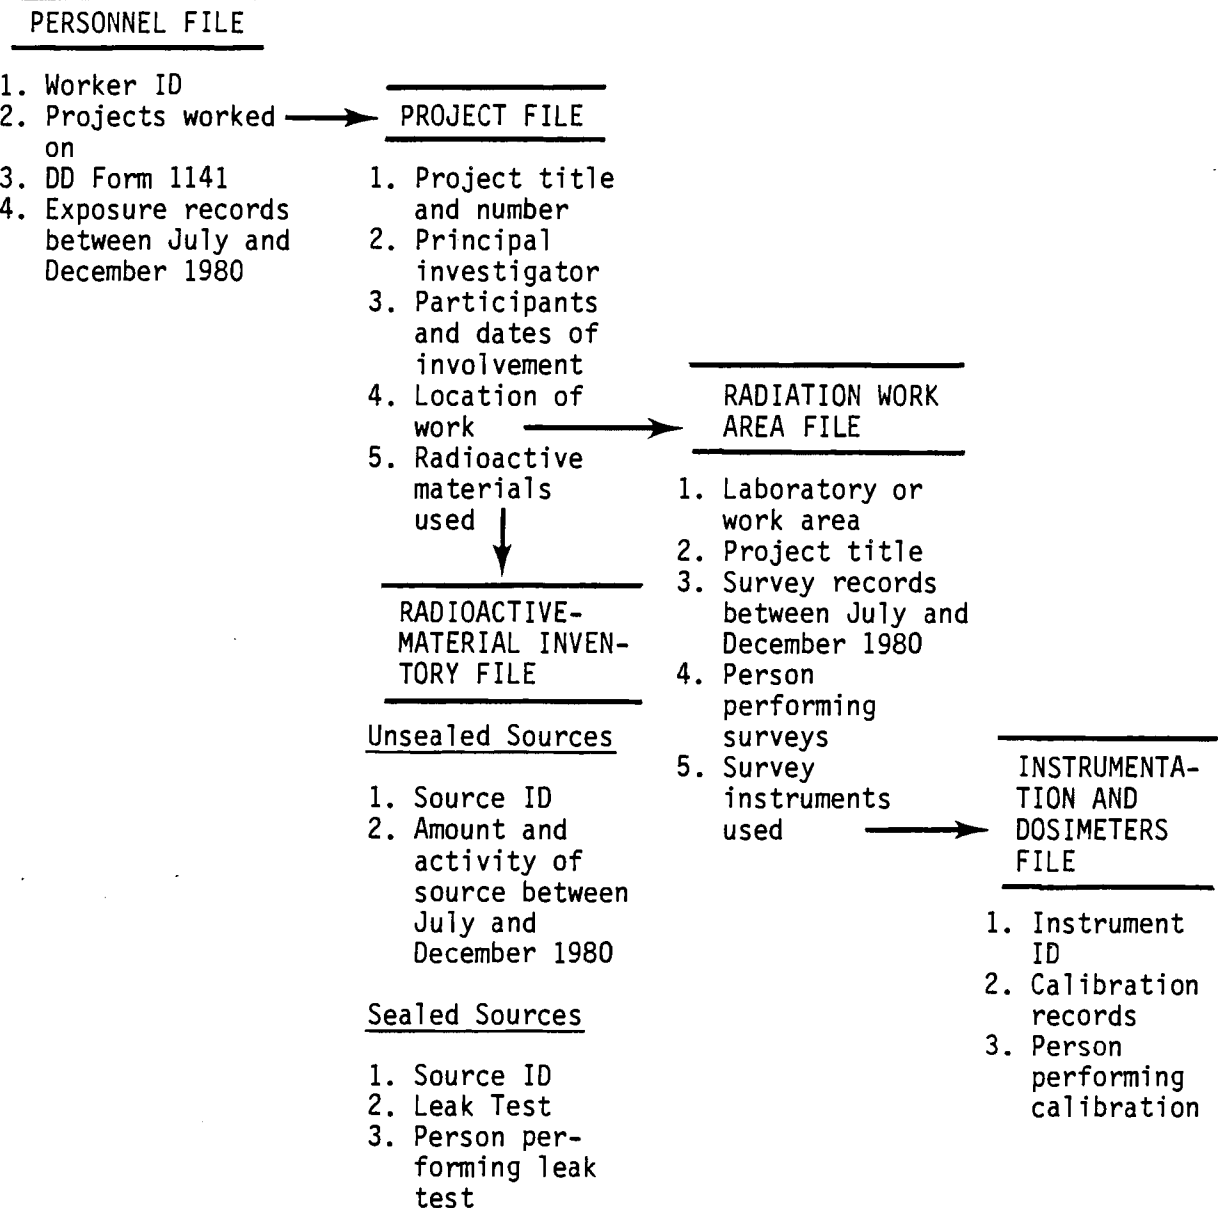 PERSONNEL FILE
1. Worker ID
2. Projects worked
on
3. DD Form 1141
4. Exposure records
between July and
December 1980
PROJECT FILE
1. Project title
and number
2. Principal
investigator
3. Participants
and dates of
involvement
4. Location of
work
5. Radioactive
materials
used
RADIOACTIVE-
MATERIAL INVEN-
TORY FILE
Unsealed Sources
1. Source ID
2. Amount and
activity of
source between
July and
December 1980
Sealed Sources
1. Source ID
2. Leak Test
3. Person per-
forming leak
test
RADIATION WORK
AREA FILE
1. Laboratory or
work area
2. Project title
3. Survey records
between July and
December 1980
4. Person
performing
surveys
5. Survey
instruments
used
INSTRUMENTA-
TION AND
DOSIMETERS
FILE
1. Instrument
ID
2. Calibration
records
3. Person
performing
calibration